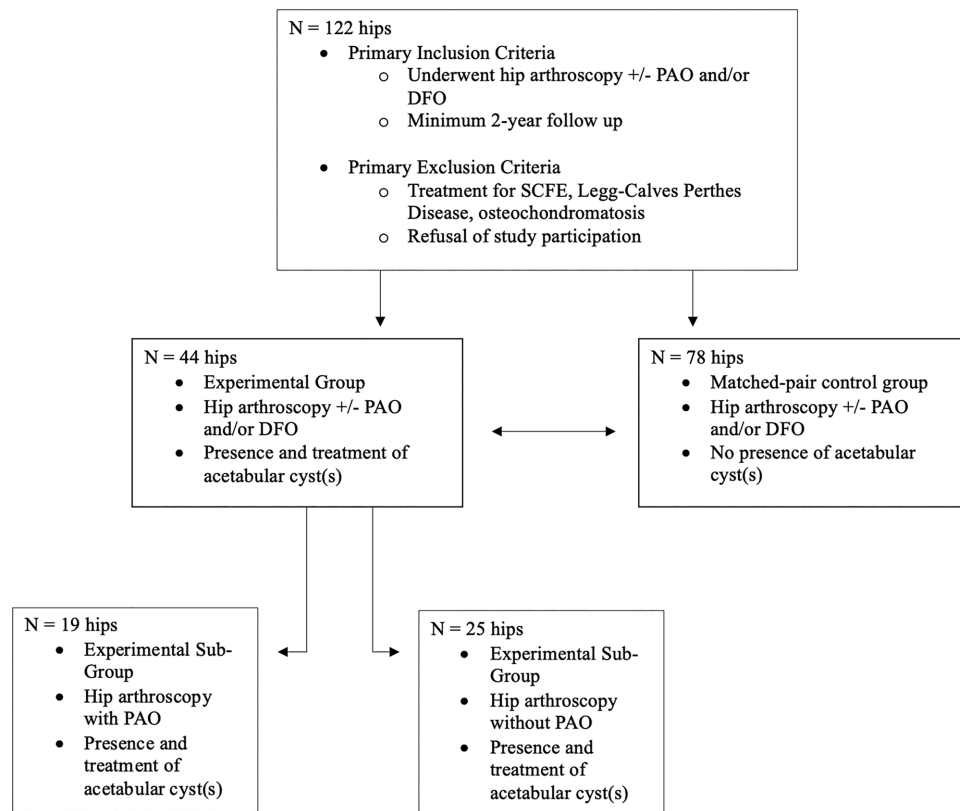 N = 122 hips
• Primary Inclusion Criteria
o Underwent hip arthroscopy +/- PAO and/or
DFO
o Minimum 2-year follow up
• Primary Exclusion Criteria
o Treatment for SCFE, Legg-Calves Perthes
Disease, osteochondromatosis
o Refusal of study participation
N = 44 hips
• Experimental Group
• Hip arthroscopy +/- PAO
and/or DFO
• Presence and treatment of
acetabular cyst(s)
N = 78 hips
• Matched-pair control group
• Hip arthroscopy +/- PAO
and/or DFO
• No presence of acetabular
cyst(s)
N = 19 hips
• Experimental Sub-
Group
• Hip arthroscopy
with PAO
• Presence and
treatment of
acetabular cyst(s)
N = 25 hips
• Experimental Sub-
Group
• Hip arthroscopy
without PAO
• Presence and
treatment of
acetabular cyst(s)